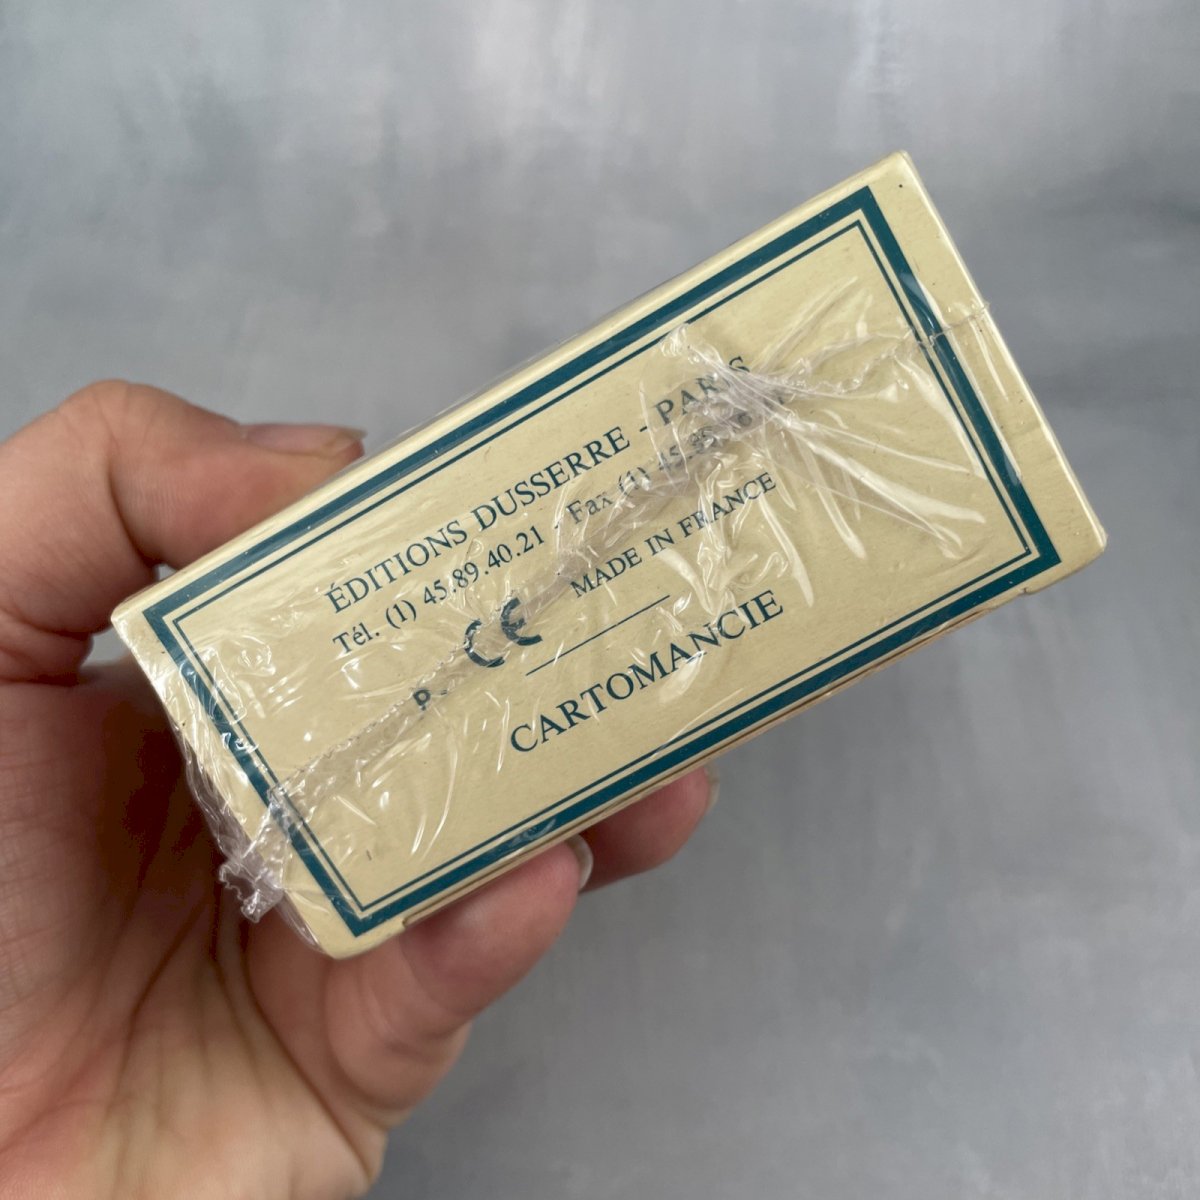 ÉDITIONS DUSSERRE - PARIS
Tél. (1) 45.89.40.21 - Fax (1)
CE MADE IN FRANCE
CARTOMANCIE